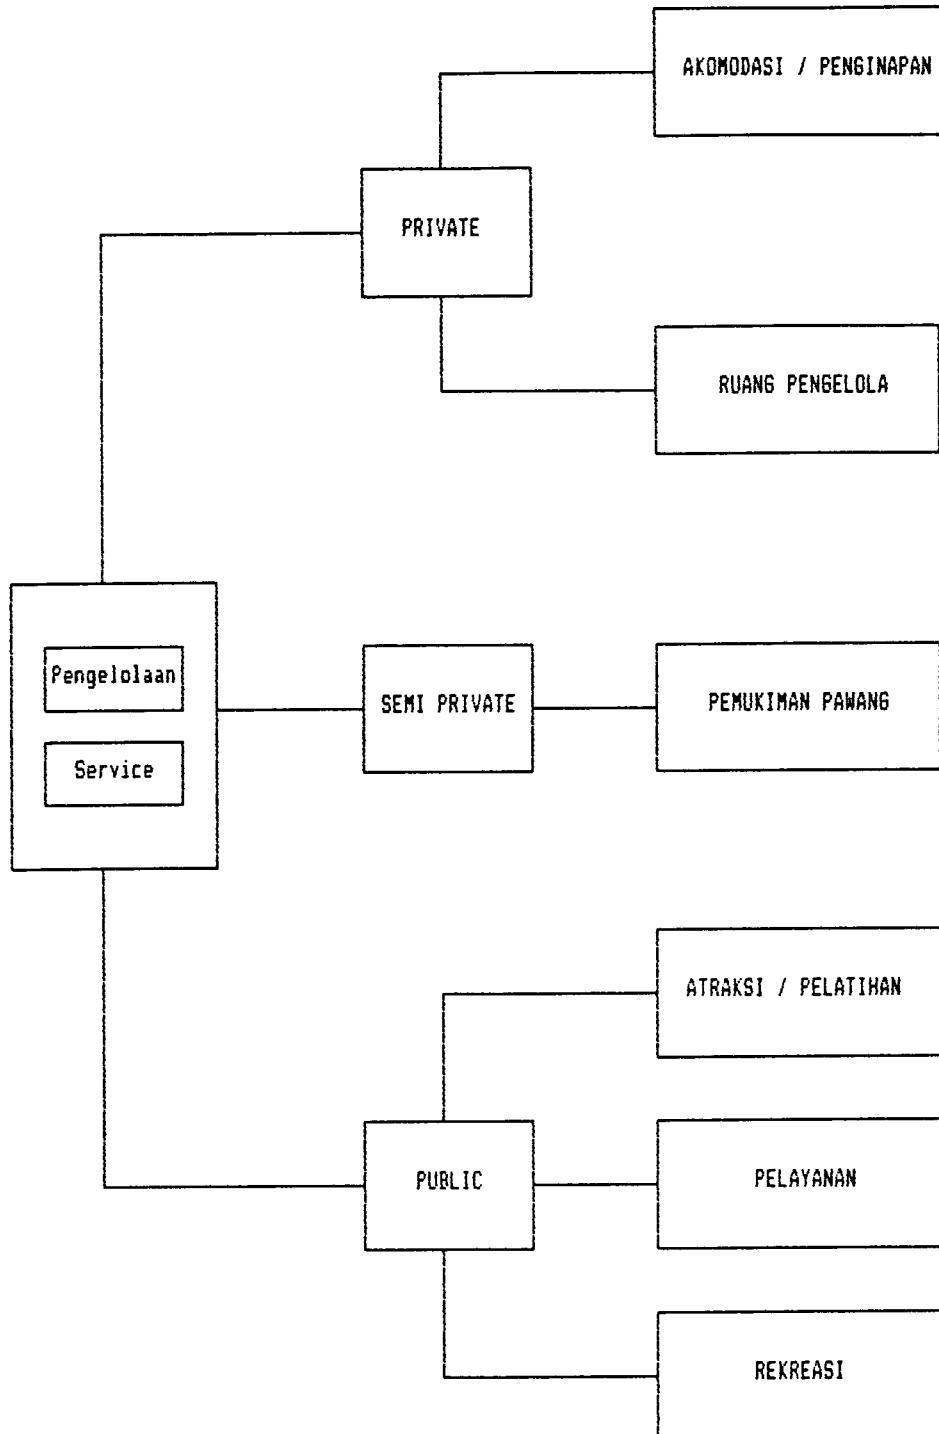 AKOMODASI / PENGINAPAN
PRIVATE
RUANG PENGELOLA
Pengelolaan
Service
SEMI PRIVATE
PEMUKIMAN PAWANG
ATRAKSI / PELATIHAN
PUBLIC
PELAYANAN
REKREASI